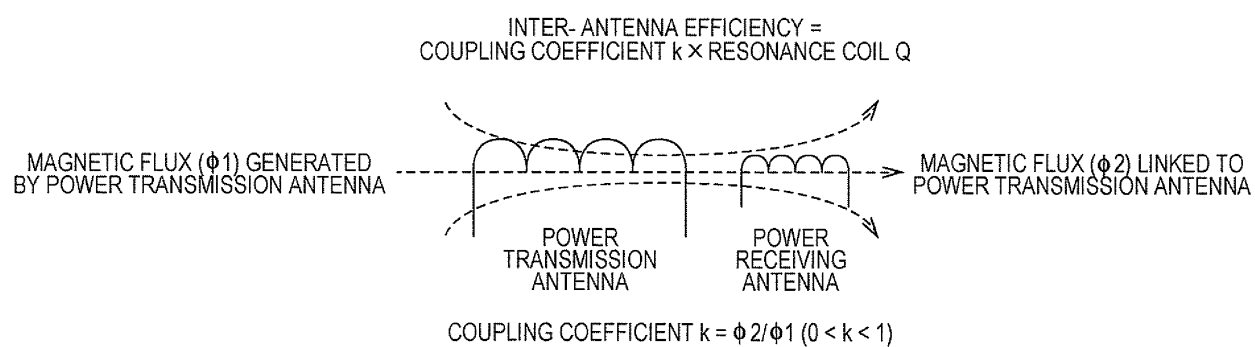 INTER- ANTENNA EFFICIENCY =
COUPLING COEFFICIENT k × RESONANCE COIL Q
MAGNETIC FLUX (ϕ1) GENERATED
BY POWER TRANSMISSION ANTENNA
MAGNETIC FLUX (ϕ2) LINKED TO
POWER TRANSMISSION ANTENNA
POWER
TRANSMISSION
ANTENNA
POWER
RECEIVING
ANTENNA
COUPLING COEFFICIENT k = ϕ2/ϕ1 (0 < k < 1)